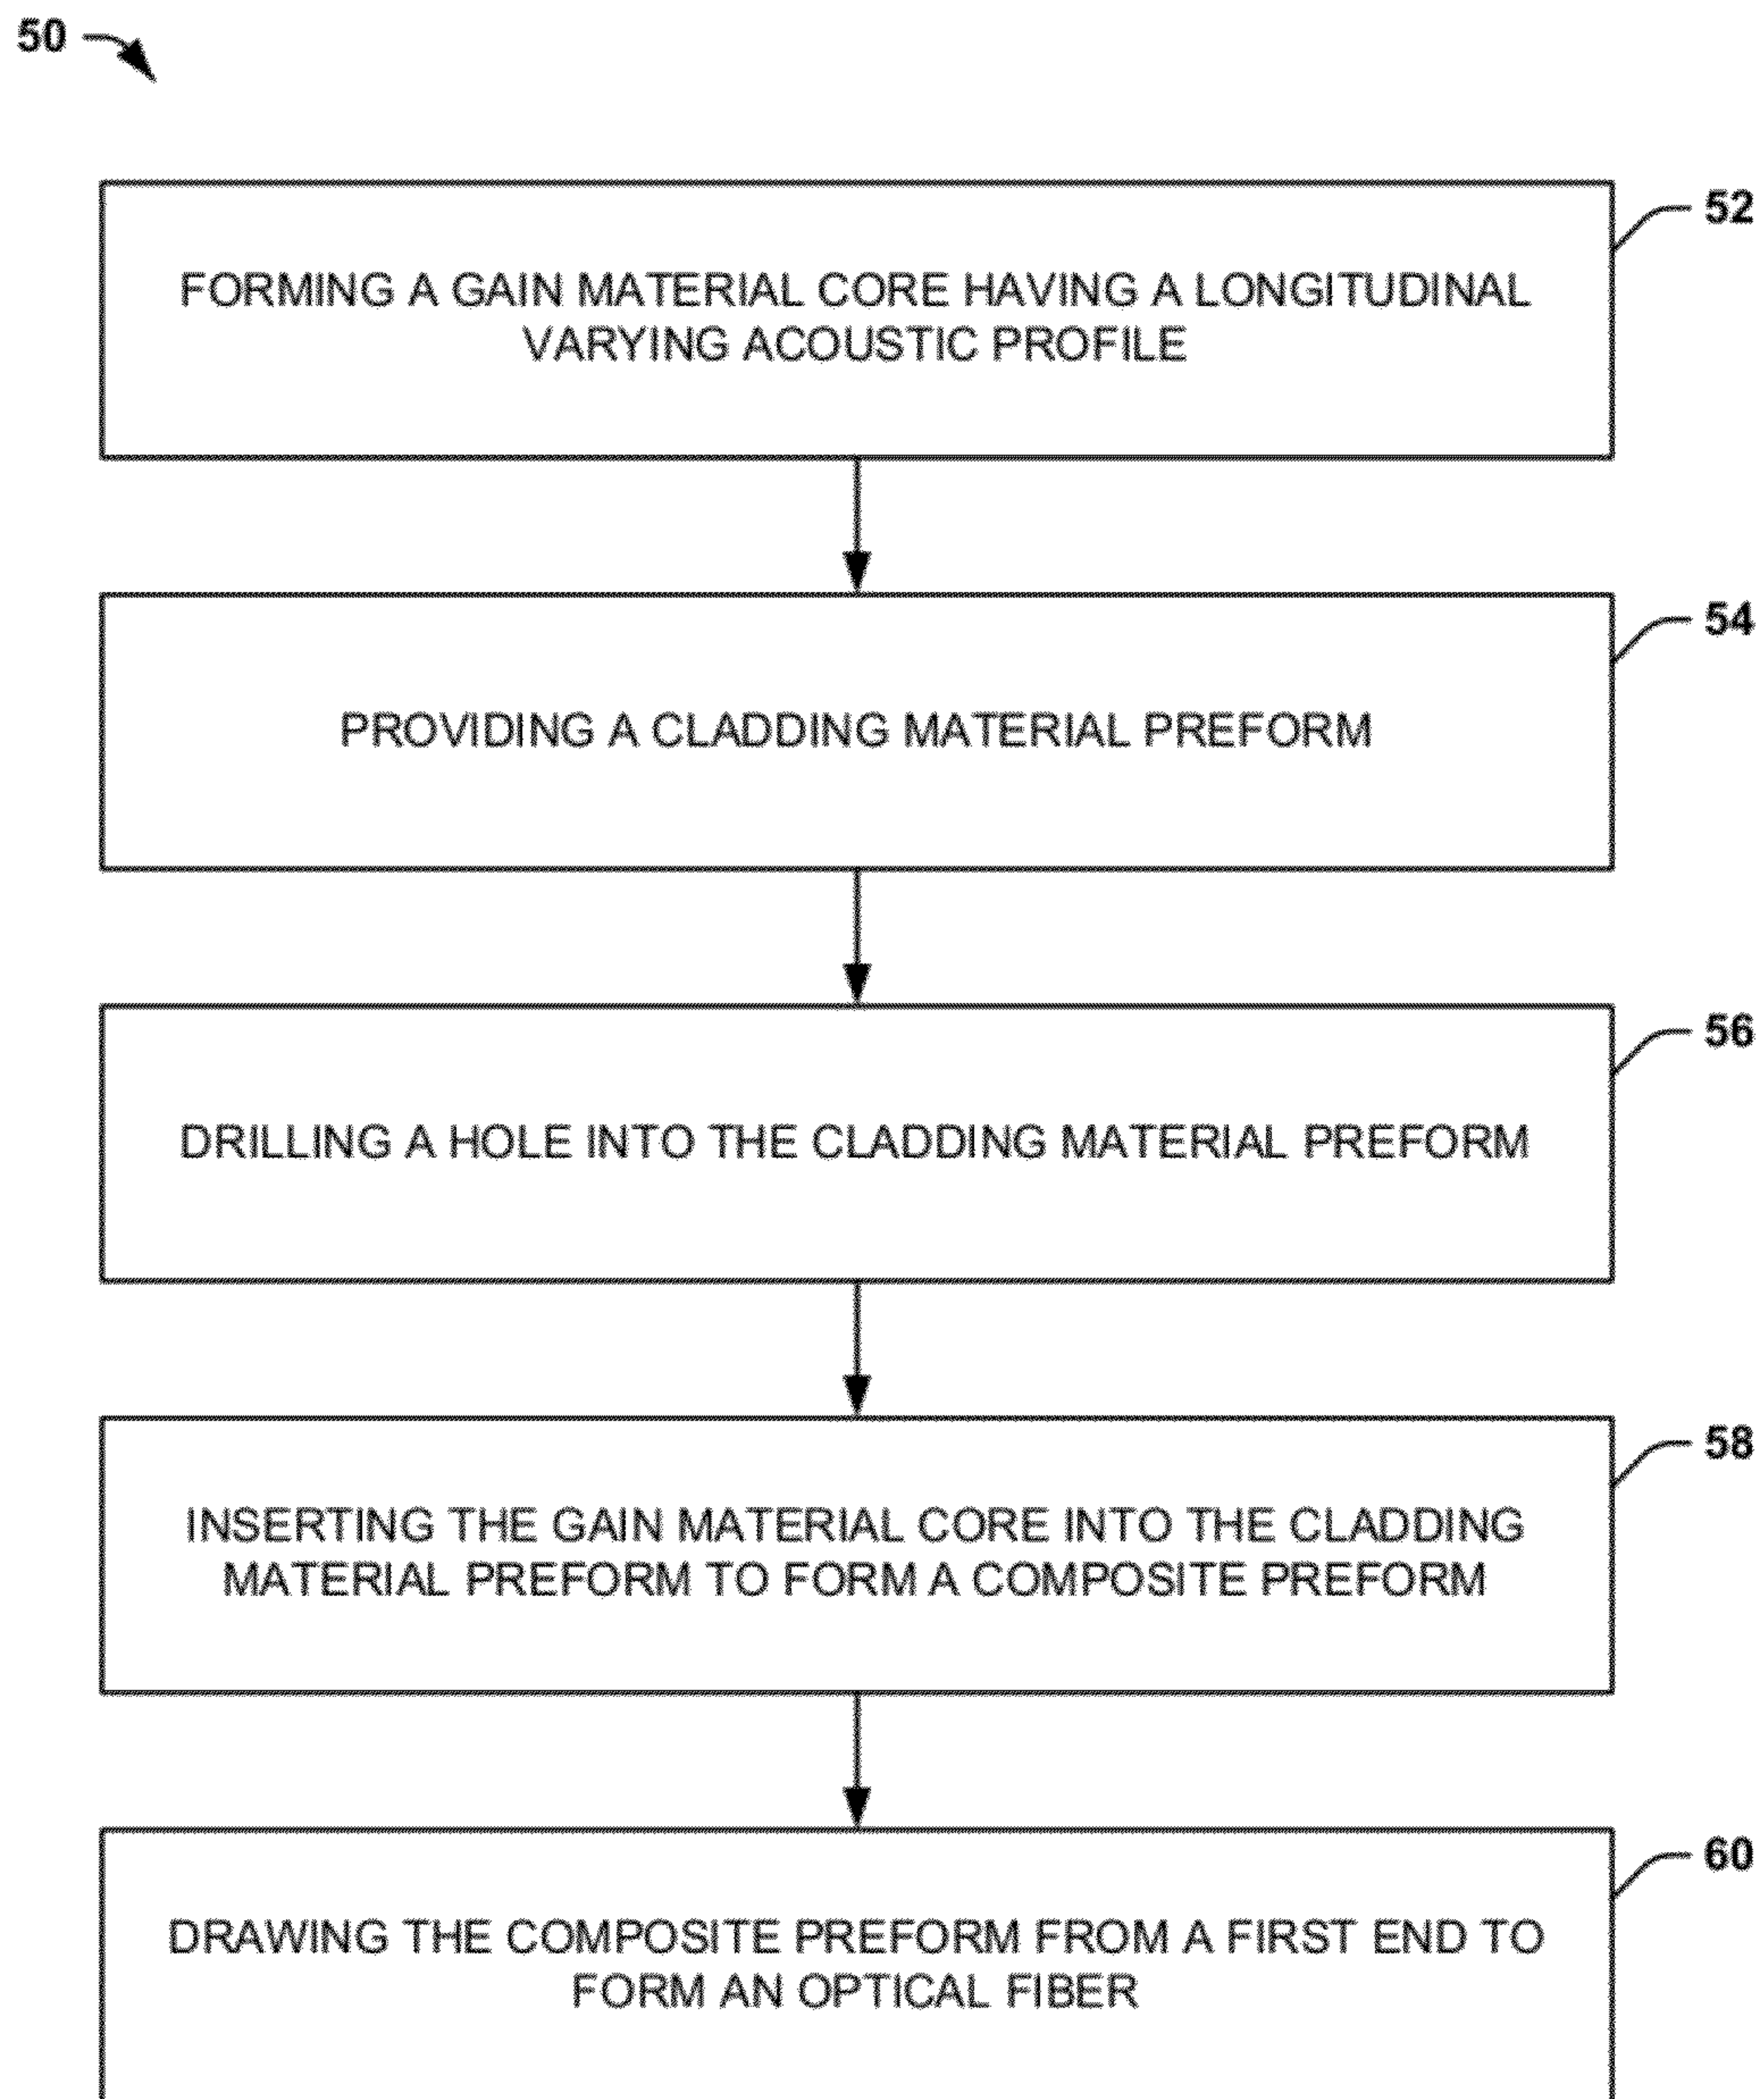 50
52
FORMING A GAIN MATERIAL CORE HAVING A LONGITUDINAL
VARYING ACOUSTIC PROFILE
54
PROVIDING A CLADDING MATERIAL PREFORM
56
DRILLING A HOLE INTO THE CLADDING MATERIAL PREFORM
58
INSERTING THE GAIN MATERIAL CORE INTO THE CLADDING
MATERIAL PREFORM TO FORM A COMPOSITE PREFORM
60
DRAWING THE COMPOSITE PREFORM FROM A FIRST END TO
FORM AN OPTICAL FIBER